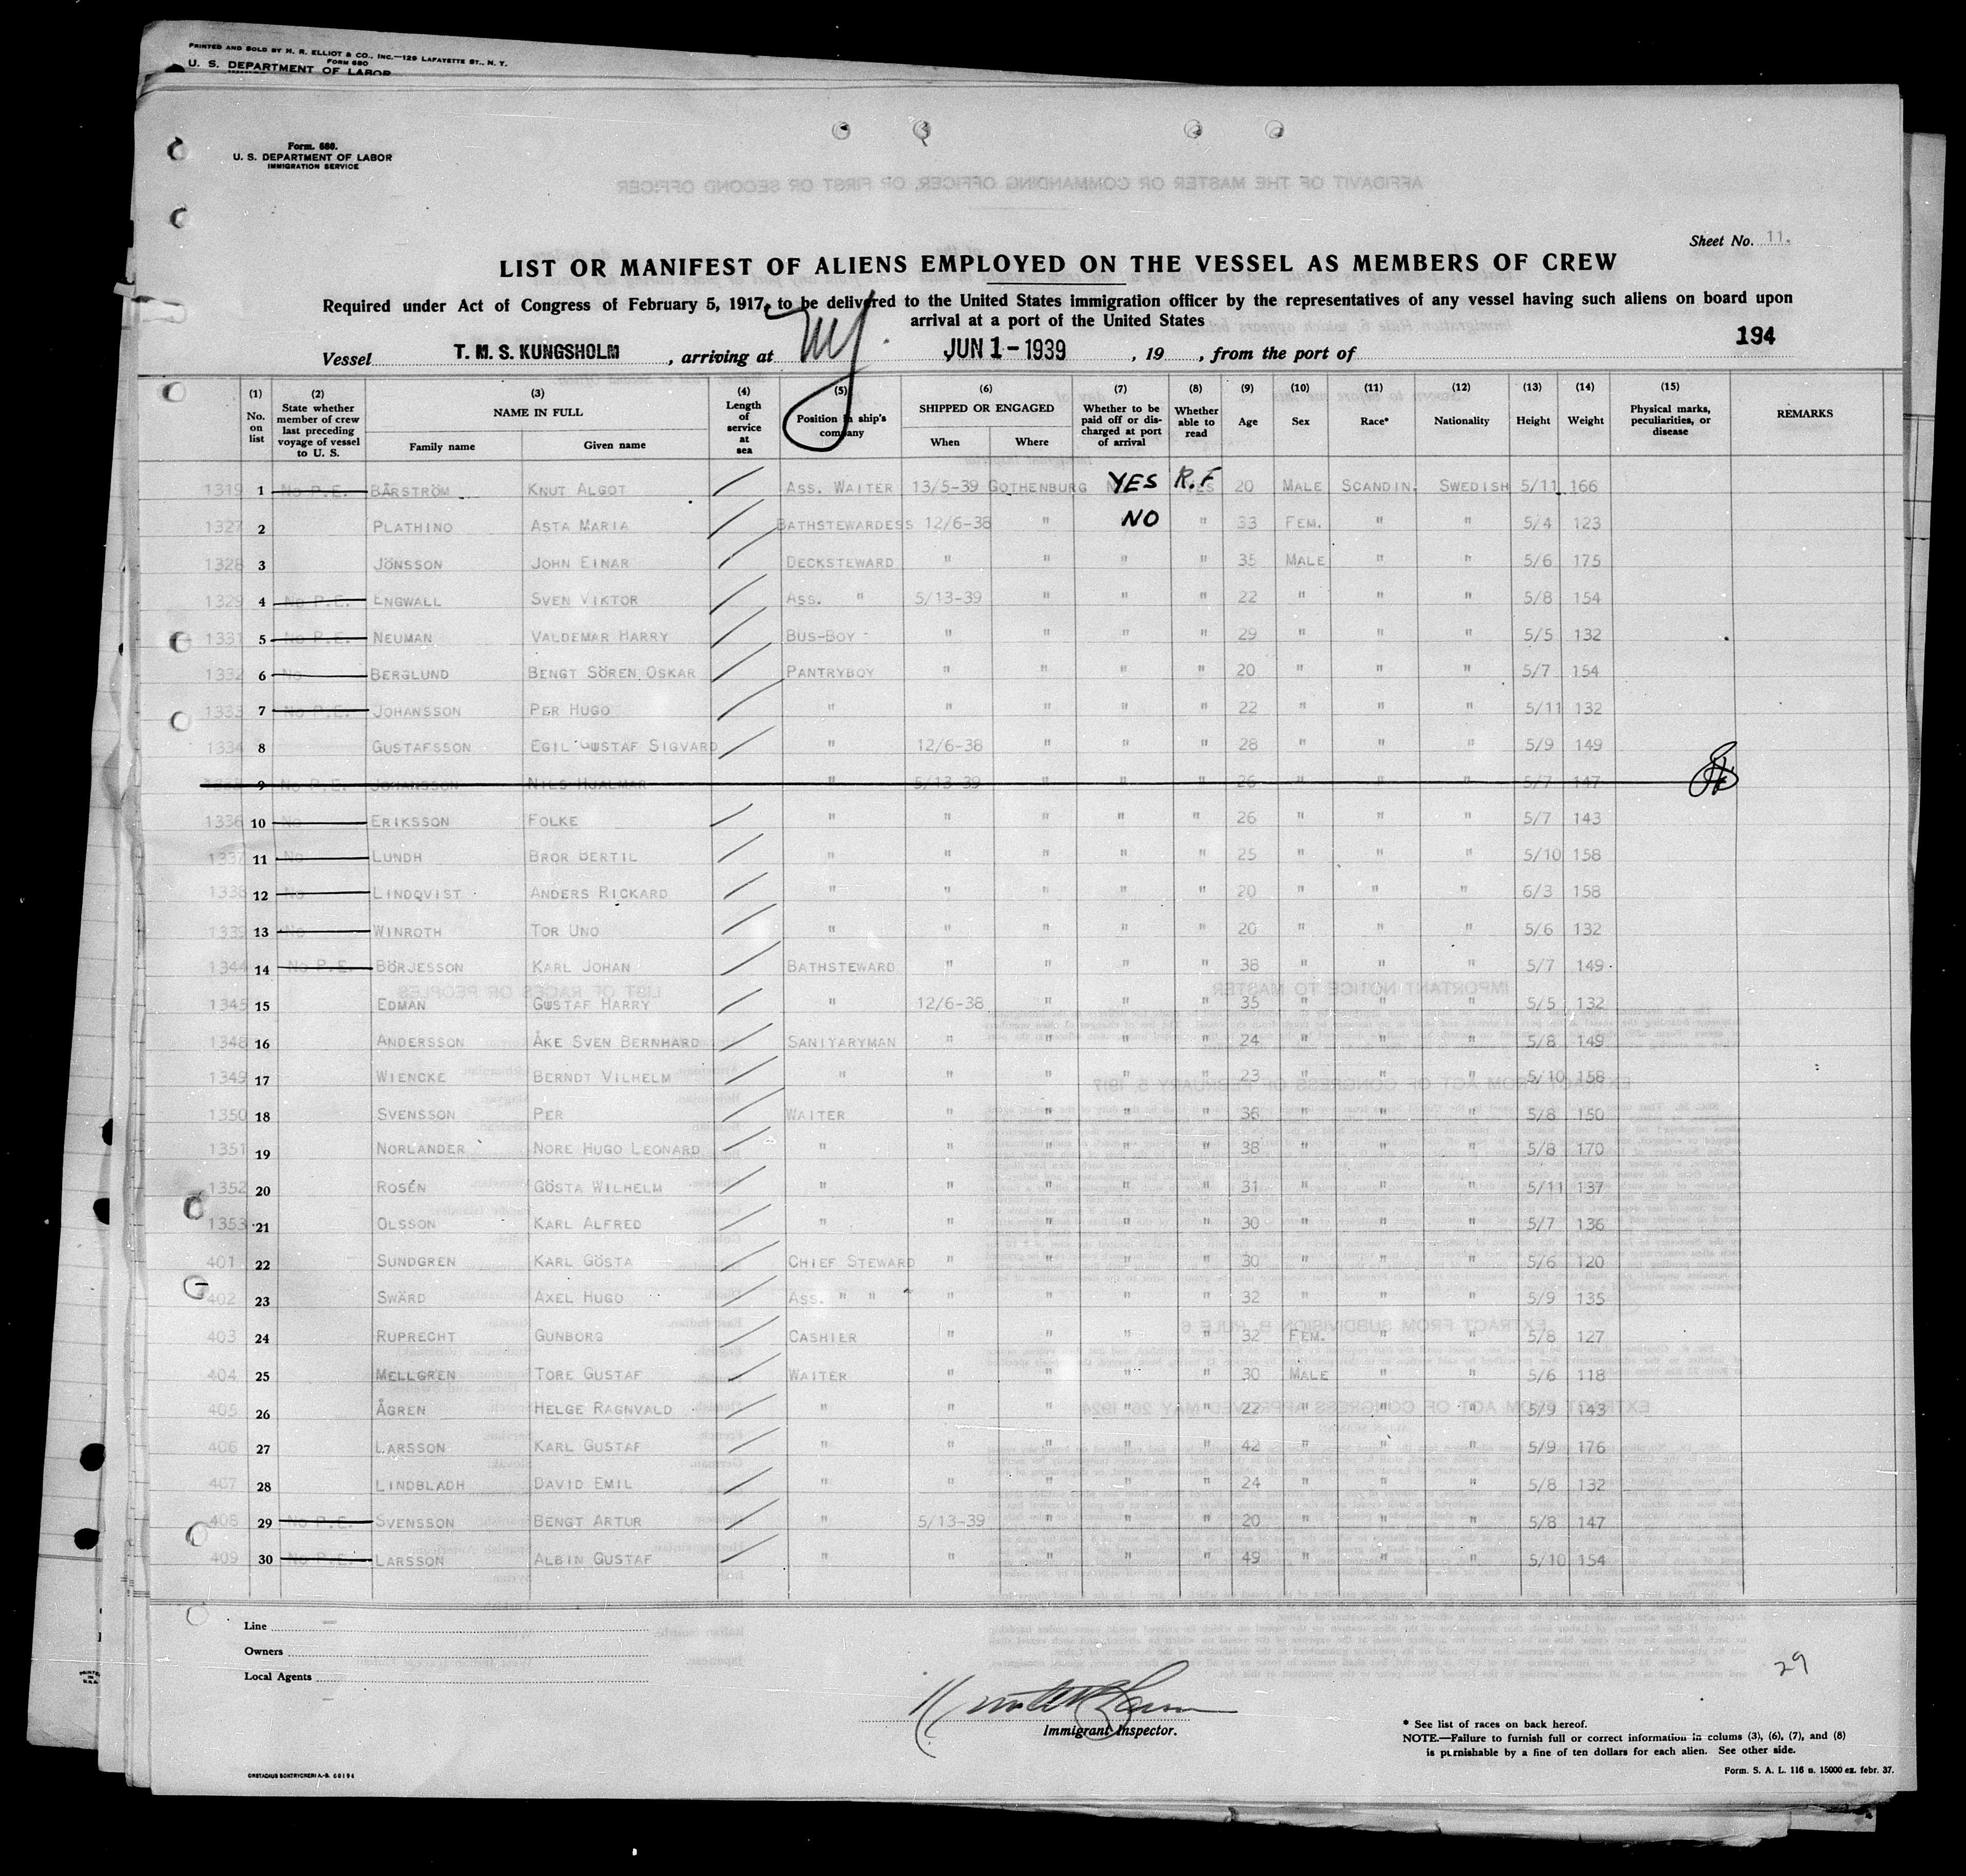 PRINTED AND SOLD BY H. R. ELLIOT & CO., INC.—129 LAFAYETTE ST., N. Y.
FORM 680
U. S. DEPARTMENT OF LABOR
Form. 680.
U. S. DEPARTMENT OF LABOR
IMMIGRATION SERVICE
Sheet No. 11.
LIST OR MANIFEST OF ALIENS EMPLOYED ON THE VESSEL AS MEMBERS OF CREW
Required under Act of Congress of February 5, 1917, to be delivered to the United States immigration officer by the representatives of any vessel having such aliens on board upon
arrival at a port of the United States
194
Vessel T. M. S. KUNGSHOLM , arriving at NY. JUN 1 - 1939 , 19 , from the port of
(1) No. on list (2) State whether member of crew last preceding voyage of vessel to U. S. (3) NAME IN FULL Family name Given name (4) Length of service at sea (5) Position in ship's company (6) SHIPPED OR ENGAGED When Where (7) Whether to be paid off or discharged at port of arrival (8) Whether able to read (9) Age (10) Sex (11) Race* (12) Nationality (13) Height (14) Weight (15) Physical marks, peculiarities, or disease REMARKS
1319 1 No P.E. BÅRSTRÖM KNUT ALGOT ASS. WAITER 13/5-39 GOTHENBURG YES R.F 20 MALE SCANDIN. SWEDISH 5/11 166
1327 2 PLATHINO ASTA MARIA BATHSTEWARDESS 12/6-38 " NO " 33 FEM. " " 5/4 123
1328 3 JÖNSSON JOHN EINAR DECKSTEWARD " " " " 35 MALE " " 5/6 175
1329 4 No P.E. ENGWALL SVEN VIKTOR ASS. " 5/13-39 " " " 22 " " " 5/8 154
1331 5 No P.E. NEUMAN VALDEMAR HARRY BUS-BOY " " " " 29 " " " 5/5 132
1332 6 No BERGLUND BENGT SÖREN OSKAR PANTRYBOY " " " " 20 " " " 5/7 154
1333 7 No P.E. JOHANSSON PER HUGO " " " " " 22 " " " 5/11 132
1334 8 GUSTAFSSON EGIL GUSTAF SIGVARD " 12/6-38 " " " 28 " " " 5/9 149
1335 9 No P.E. JOHANSSON NILS HJALMAR " 5/13-39 " " " 26 " " " 5/7 147
1336 10 No ERIKSSON FOLKE " " " " " 26 " " " 5/7 143
1337 11 No LUNDH BROR BERTIL " " " " " 25 " " " 5/10 158
1338 12 No LINDQVIST ANDERS RICKARD " " " " " 20 " " " 6/3 158
1339 13 No WINROTH TOR UNO " " " " " 20 " " " 5/6 132
1344 14 No P.E. BÖRJESSON KARL JOHAN BATHSTEWARD " " " " 38 " " " 5/7 149
1345 15 EDMAN GUSTAF HARRY " 12/6-38 " " " 35 " " " 5/5 132
1348 16 ANDERSSON ÅKE SVEN BERNHARD SANITARYMAN " " " " 24 " " " 5/8 149
1349 17 WIENCKE BERNDT VILHELM " " " " " 23 " " " 5/10 158
1350 18 SVENSSON PER WAITER " " " " 36 " " " 5/8 150
1351 19 NORLANDER NORE HUGO LEONARD " " " " " 38 " " " 5/8 170
1352 20 ROSÉN GÖSTA WILHELM " " " " " 31 " " " 5/11 137
1353 21 OLSSON KARL ALFRED " " " " " 30 " " " 5/7 136
401 22 SUNDGREN KARL GÖSTA CHIEF STEWARD " " " " 30 " " " 5/6 120
402 23 SWÄRD AXEL HUGO ASS. " " " " " " 32 " " " 5/9 135
403 24 RUPRECHT GUNBORG CASHIER " " " " 32 FEM. " " 5/8 127
404 25 MELLGREN TORE GUSTAF WAITER " " " " 30 MALE " " 5/6 118
405 26 ÅGREN HELGE RAGNVALD " " " " " 22 " " " 5/9 143
406 27 LARSSON KARL GUSTAF " " " " " 42 " " " 5/9 176
407 28 LINDBLADH DAVID EMIL " " " " " 24 " " " 5/8 132
408 29 No P.E. SVENSSON BENGT ARTUR " 5/13-39 " " " 20 " " " 5/8 147
409 30 No P.E. LARSSON ALBIN GUSTAF " " " " " 49 " " " 5/10 154
Line
Owners
Local Agents
29
Immigrant Inspector.
* See list of races on back hereof.
NOTE.—Failure to furnish full or correct information in colums (3), (6), (7), and (8)
is punishable by a fine of ten dollars for each alien. See other side.
Form. S. A. L. 116 n. 15000 ex. febr. 37.